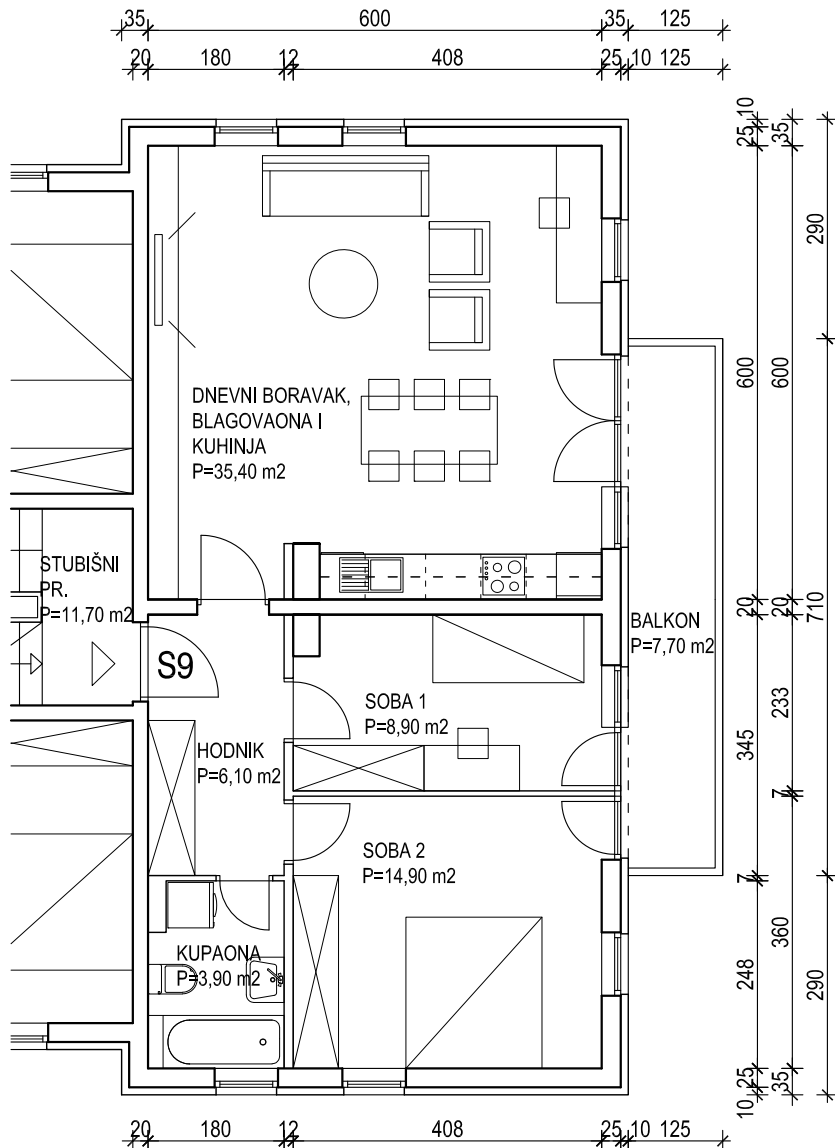 35 600 35 125
20 180 12 408 25 10 125
10
25
35
290
DNEVNI BORAVAK,
BLAGOVAONA I
KUHINJA
P=35,40 m2
600
600
STUBIŠNI
PR.
P=11,70 m2
20
20
710
BALKON
P=7,70 m2
S9
SOBA 1
P=8,90 m2
233
HODNIK
P=6,10 m2
345
7
SOBA 2
P=14,90 m2
7
360
KUPAONA
P=3,90 m2
248
290
25
35
10
20 180 12 408 25 10 125